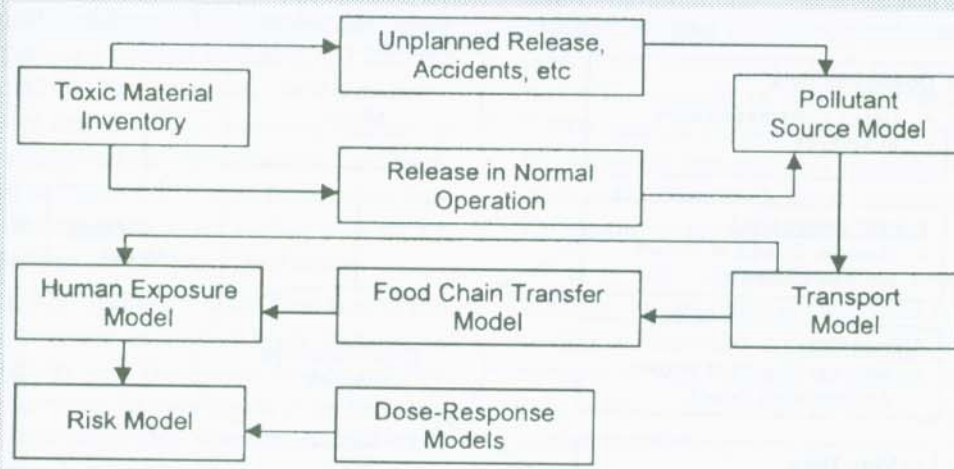 Unplanned Release,
Accidents, etc
Toxic Material
Inventory
Pollutant
Source Model
Release in Normal
Operation
Human Exposure
Model
Food Chain Transfer
Model
Transport
Model
Risk Model
Dose-Response
Models